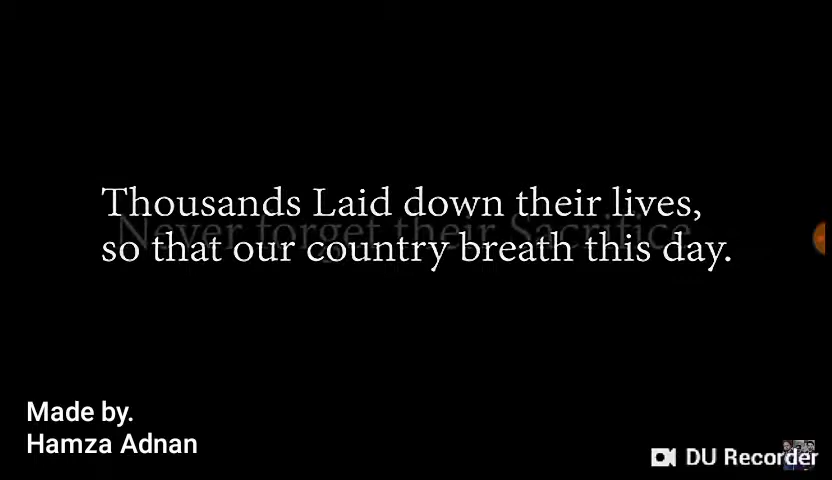 Thousands Laid down their lives,
Never forget their Sacrifice
so that our country breath this day.
Made by.
Hamza Adnan
DU Recorder